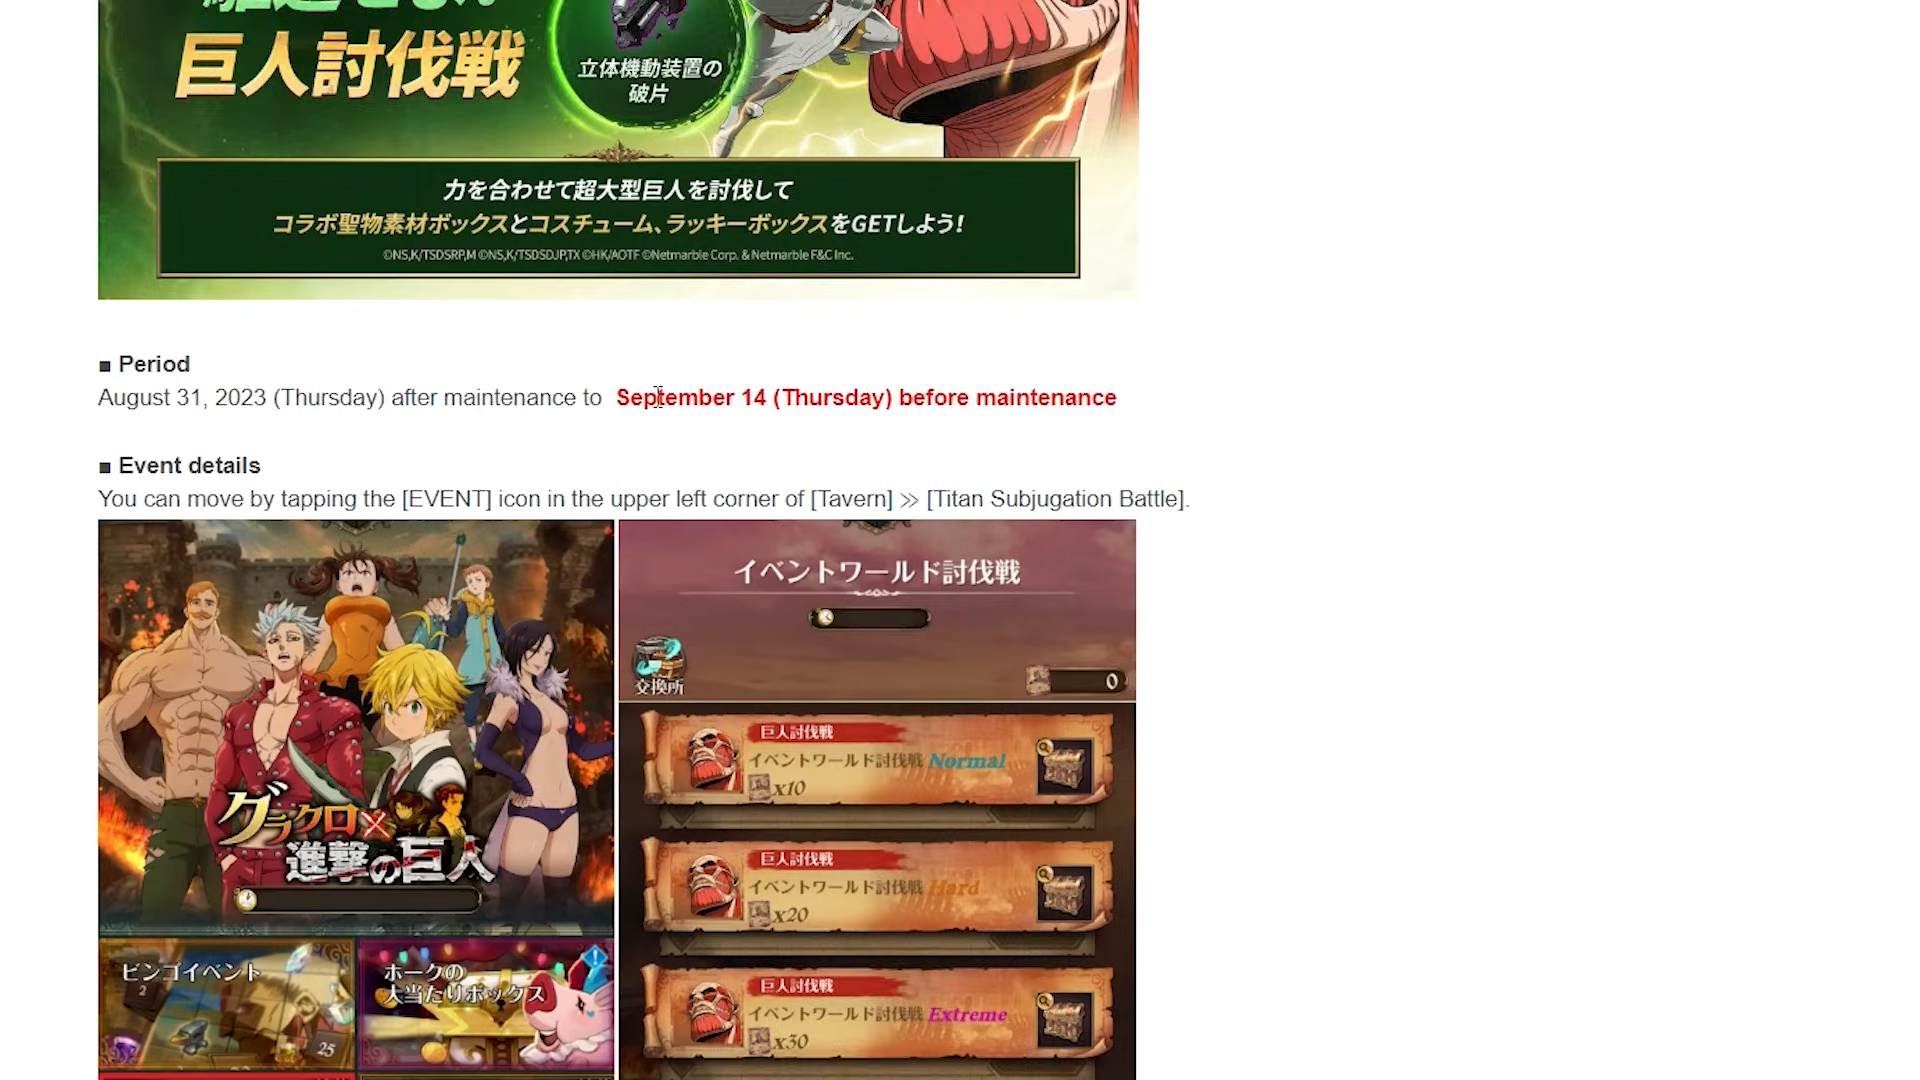 巨人討伐戦
立体機動装置の
破片
力を合わせて超大型巨人を討伐して
コラボ聖物素材ボックスとコスチューム、ラッキーボックスをGETしよう!
©NS,K/TSDSRP,M ©NS,K/TSDSDJP,TX ©HK/AOTF ©Netmarble Corp. & Netmarble F&C Inc.
■ Period
August 31, 2023 (Thursday) after maintenance to September 14 (Thursday) before maintenance
■ Event details
You can move by tapping the [EVENT] icon in the upper left corner of [Tavern] ≫ [Titan Subjugation Battle].
グラクロ×
進撃の巨人
ビンゴイベント
2
25
ホークの
大当たりボックス
イベントワールド討伐戦
交換所
0
巨人討伐戦
イベントワールド討伐戦 Normal
x10
巨人討伐戦
イベントワールド討伐戦 Hard
x20
巨人討伐戦
イベントワールド討伐戦 Extreme
x30